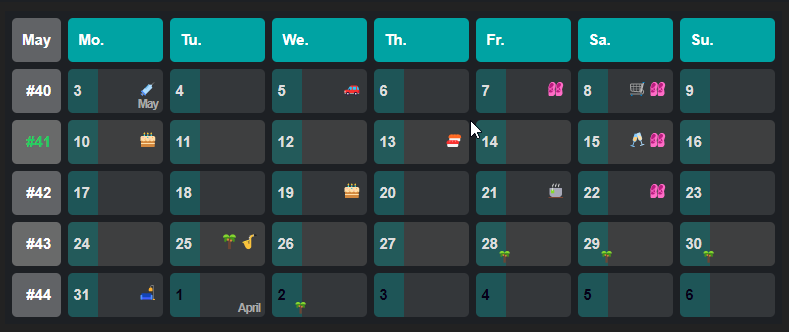 May Mo. Tu. We. Th. Fr. Sa. Su.
#40 3 4 5 6 7 8 9
May
#41 10 11 12 13 14 15 16
#42 17 18 19 20 21 22 23
#43 24 25 26 27 28 29 30
#44 31 1 2 3 4 5 6
April